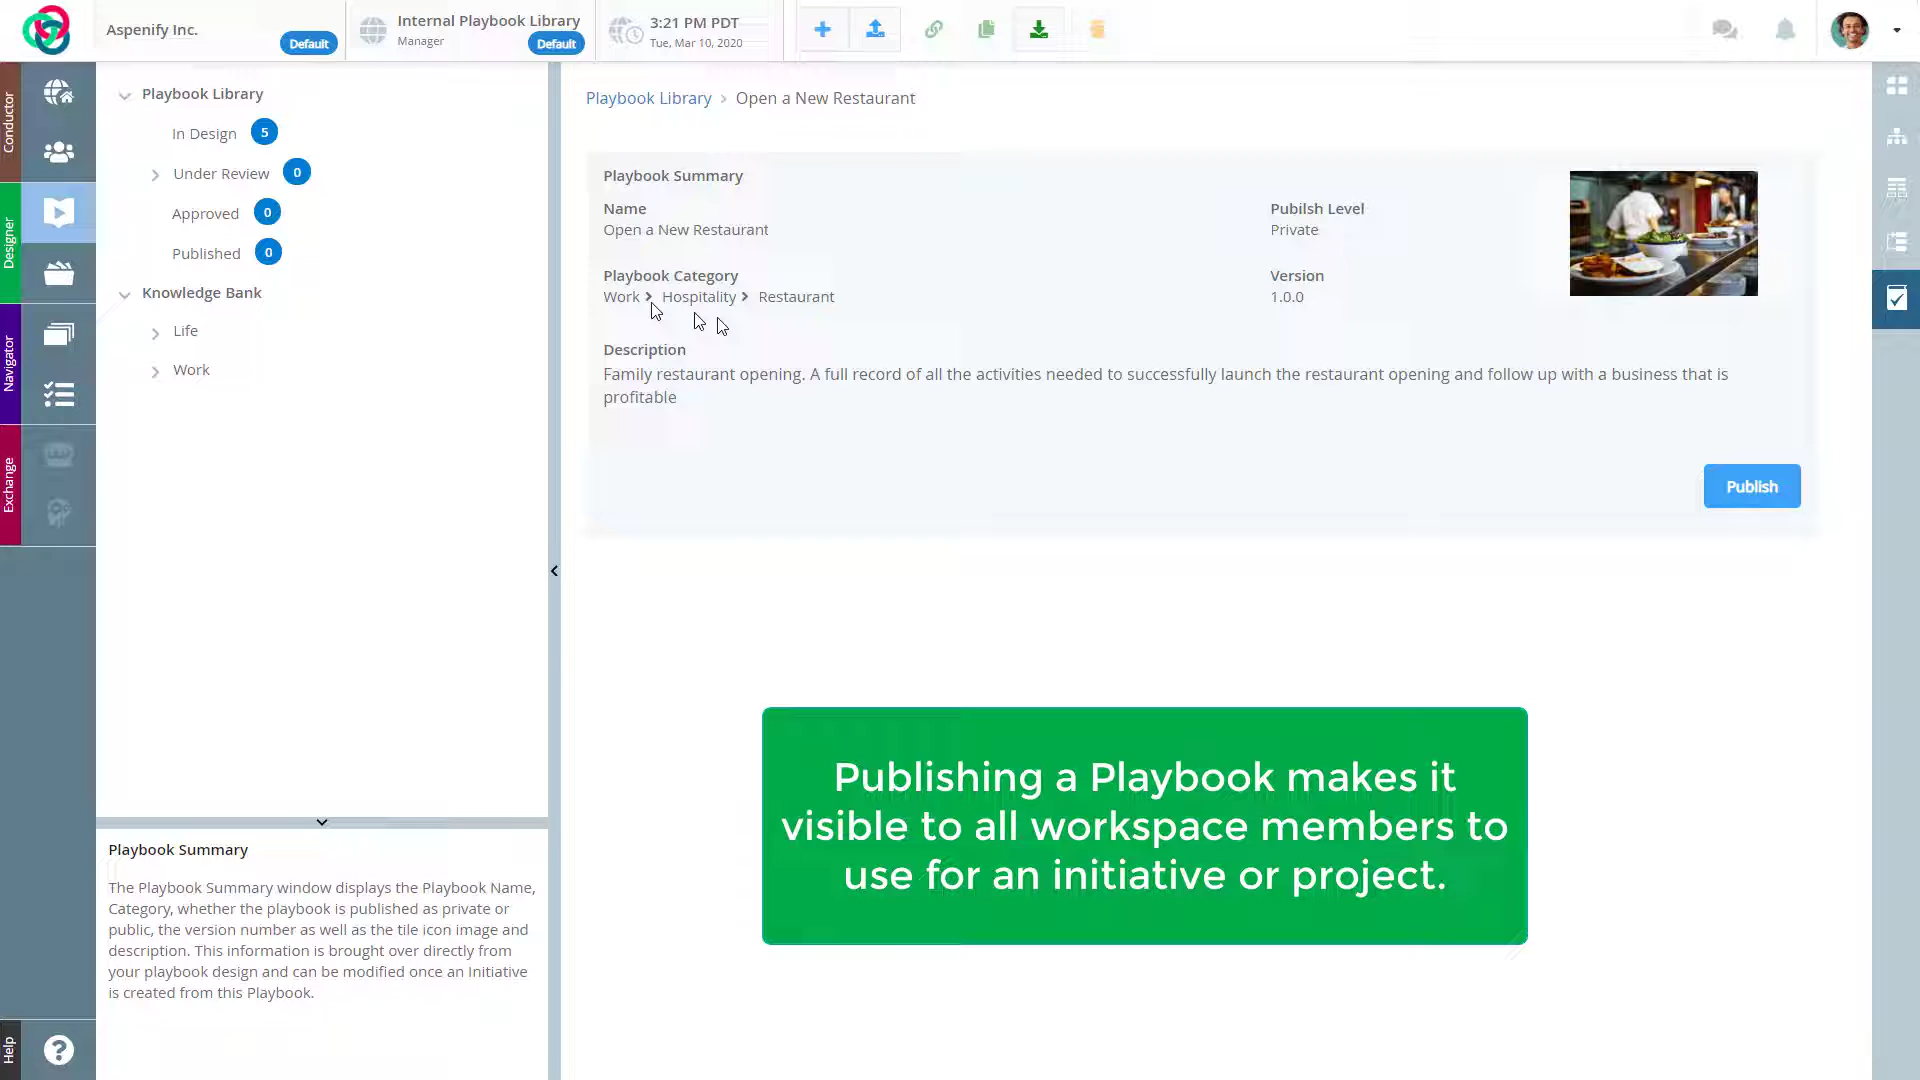 Aspenify Inc.
Default
Internal Playbook Library
Manager
Default
3:21 PM PDT
Tue, Mar 10, 2020
Conductor
Designer
Navigator
Exchange
Help
Playbook Library
In Design 5
Under Review 0
Approved 0
Published 0
Knowledge Bank
Life
Work
Playbook Summary
The Playbook Summary window displays the Playbook Name,
Category, whether the playbook is published as private or
public, the version number as well as the tile icon image and
description. This information is brought over directly from
your playbook design and can be modified once an Initiative
is created from this Playbook.
Playbook Library > Open a New Restaurant
Playbook Summary
Name
Open a New Restaurant
Publish Level
Private
Playbook Category
Work > Hospitality > Restaurant
Version
1.0.0
Description
Family restaurant opening. A full record of all the activities needed to successfully launch the restaurant opening and follow up with a business that is
profitable
Publish
Publishing a Playbook makes it
visible to all workspace members to
use for an initiative or project.